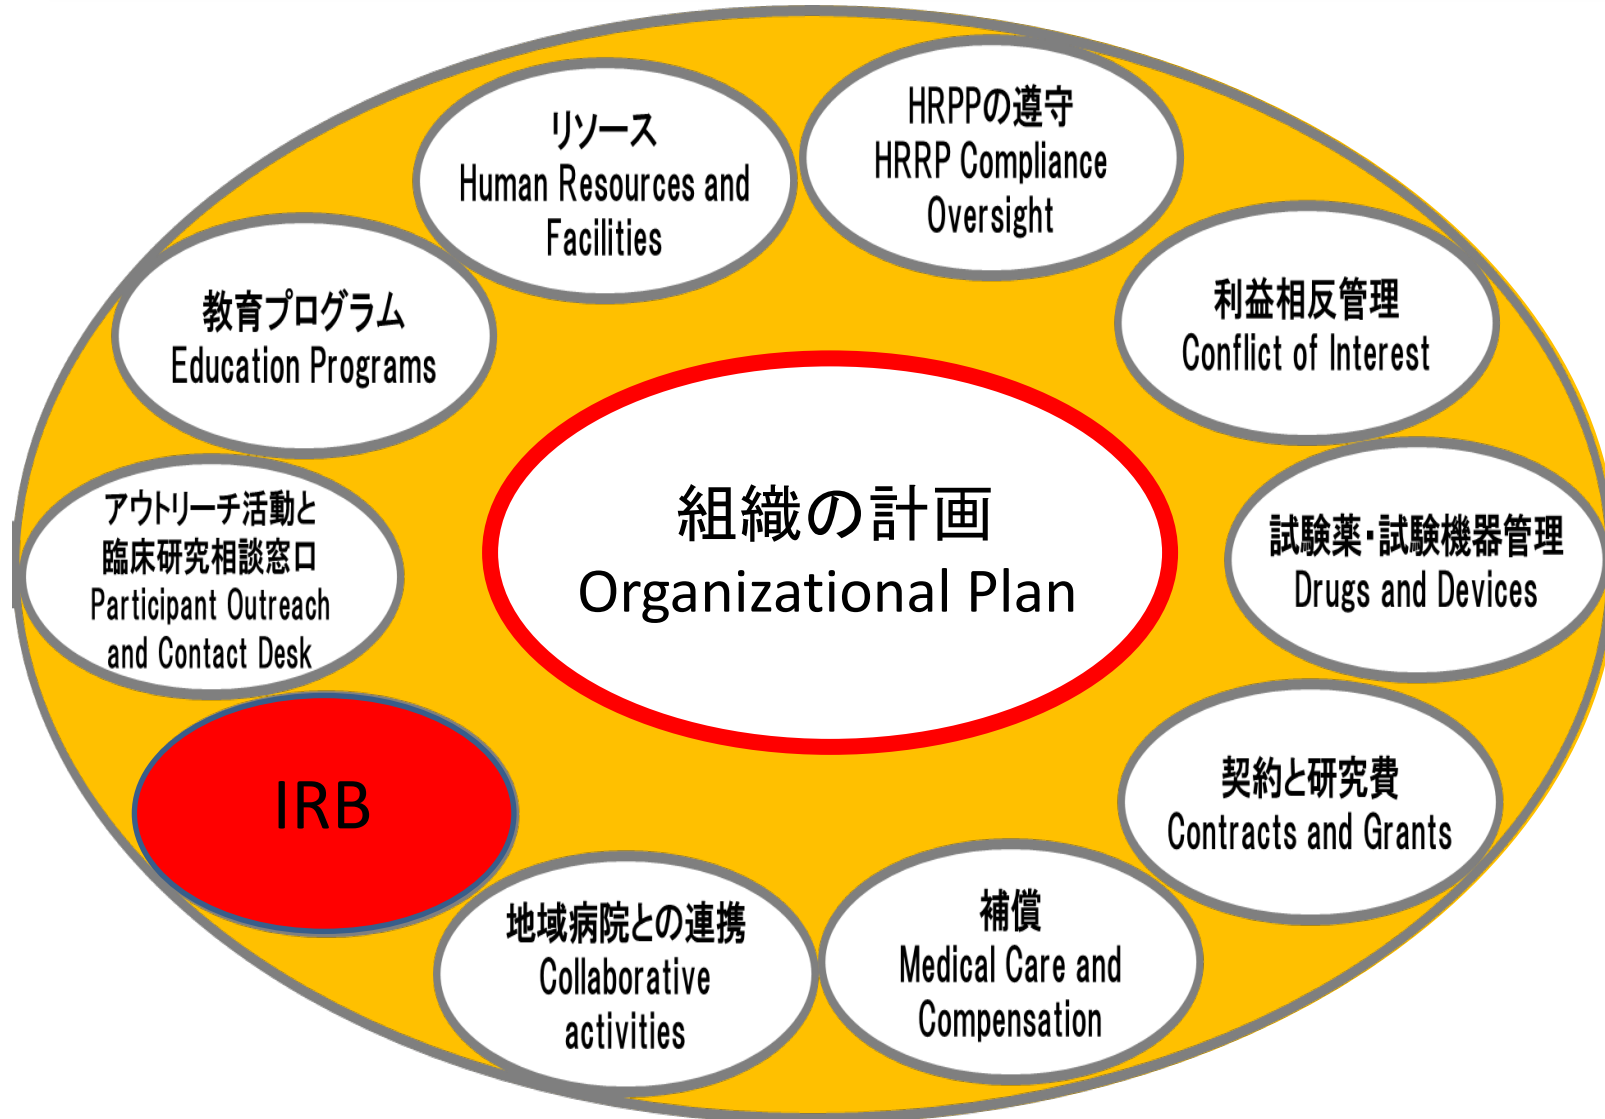 HRPPの遵守
HRRP Compliance
Oversight
リソース
Human Resources and
Facilities
利益相反管理
Conflict of Interest
教育プログラム
Education Programs
組織の計画
Organizational Plan
アウトリーチ活動と
臨床研究相談窓口
Participant Outreach
and Contact Desk
試験薬・試験機器管理
Drugs and Devices
IRB
契約と研究費
Contracts and Grants
地域病院との連携
Collaborative
activities
補償
Medical Care and
Compensation